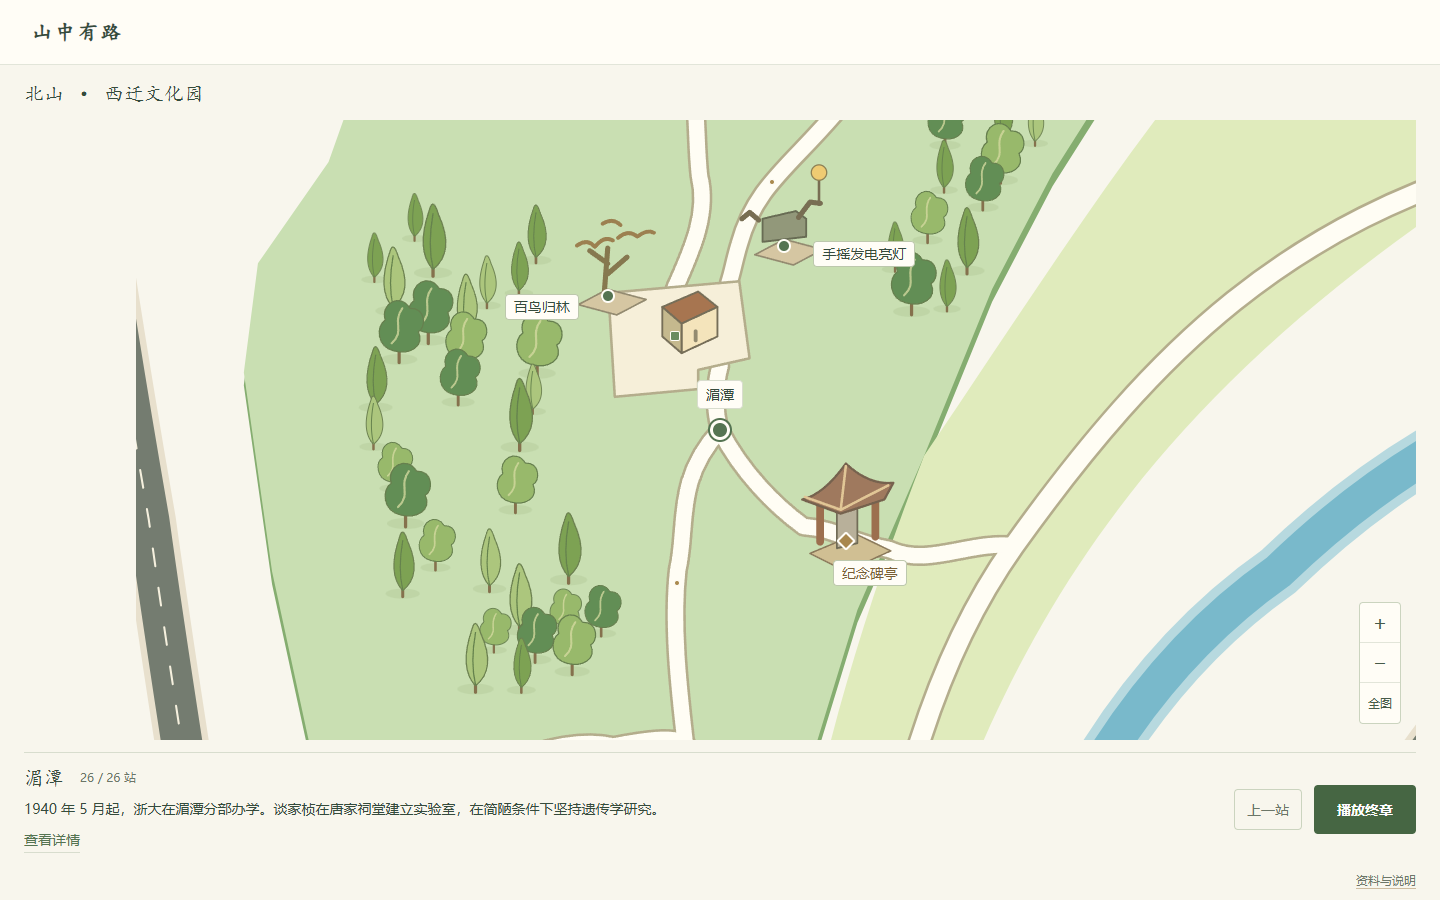 山中有路
北山 • 西迁文化园
手摇发电亮灯
百鸟归林
湄潭
纪念碑亭
+
−
全图
湄潭 26 / 26 站
1940 年 5 月起，浙大在湄潭分部办学。谈家桢在唐家祠堂建立实验室，在简陋条件下坚持遗传学研究。
查看详情
上一站
播放终章
资料与说明